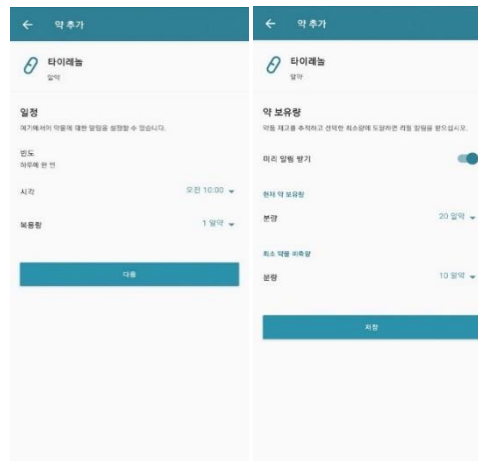 약 추가
타이레놀
알약
일정
여기에서이 약물에 대한 알림을 설정할 수 있습니다.
빈도
하루에 한 번
시각
오전 10:00
복용량
1 알약
다음
약 추가
타이레놀
알약
약 보유량
약들 재고를 추적하고 선택한 최소량에 도달하면 리필 알림을 받으십시오.
미리 알림 받기
현재 약 보유량
분량
20 알약
최소 약물 비축량
분량
10 알약
저장